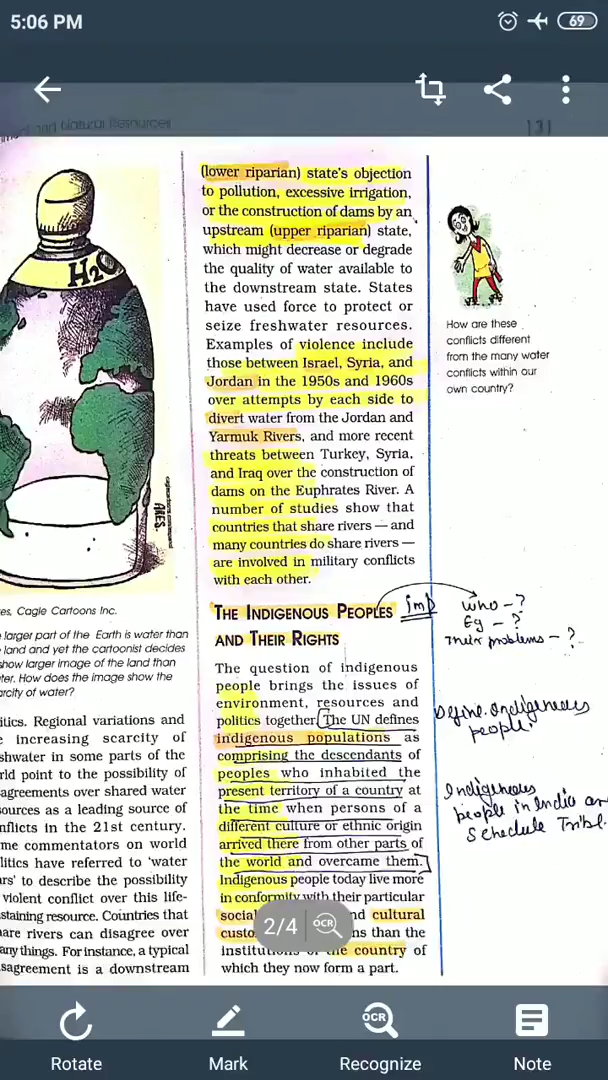 5:06 PM
69
ment and Natural Resources
131
H2O
ARES.
(lower riparian) state's objection
to pollution, excessive irrigation,
or the construction of dams by an
upstream (upper riparian) state,
which might decrease or degrade
the quality of water available to
the downstream state. States
have used force to protect or
seize freshwater resources.
Examples of violence include
those between Israel, Syria, and
Jordan in the 1950s and 1960s
over attempts by each side to
divert water from the Jordan and
Yarmuk Rivers, and more recent
threats between Turkey, Syria,
and Iraq over the construction of
dams on the Euphrates River. A
number of studies show that
countries that share rivers — and
many countries do share rivers —
are involved in military conflicts
with each other.
How are these
conflicts different
from the many water
conflicts within our
own country?
es, Cagle Cartoons Inc.
larger part of the Earth is water than
land and yet the cartoonist decides
show larger image of the land than
ter. How does the image show the
arcity of water?
itics. Regional variations and
e increasing scarcity of
shwater in some parts of the
rld point to the possibility of
agreements over shared water
sources as a leading source of
nflicts in the 21st century.
me commentators on world
litics have referred to 'water
rs' to describe the possibility
violent conflict over this life-
staining resource. Countries that
are rivers can disagree over
any things. For instance, a typical
sagreement is a downstream
THE INDIGENOUS PEOPLES
AND THEIR RIGHTS
imp
Who - ?
Eg - ?
Their problems - ?
The question of indigenous
people brings the issues of
environment, resources and
politics together. The UN defines
indigenous populations as
comprising the descendants of
peoples who inhabited the
present territory of a country at
the time when persons of a
different culture or ethnic origin
arrived there from other parts of
the world and overcame them.
Indigenous people today live more
in conformity with their particular
social nd cultural
custo ns than the
institutions of the country of
which they now form a part.
Define indigenous
people.
Indigenous
people in India are
Schedule Tribe.
2/4
OCR
OCR
Rotate
Mark
Recognize
Note